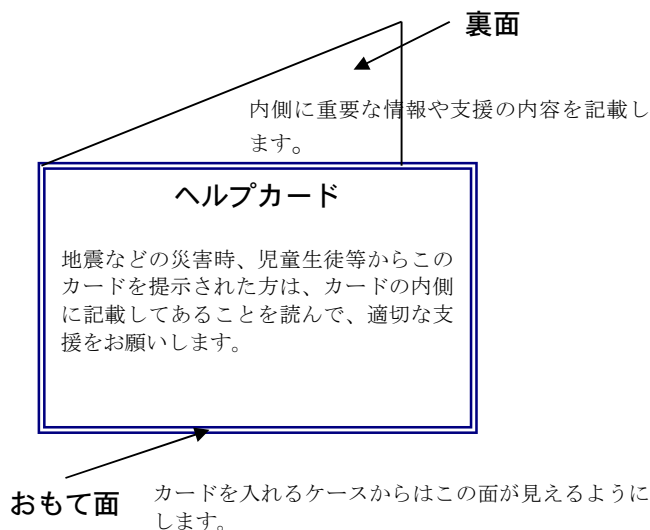 裏面
内側に重要な情報や支援の内容を記載し
ます。
ヘルプカード
地震などの災害時、児童生徒等からこの
カードを提示された方は、カードの内側
に記載してあることを読んで、適切な支
援をお願いします。
おもて面
カードを入れるケースからはこの面が見えるように
します。